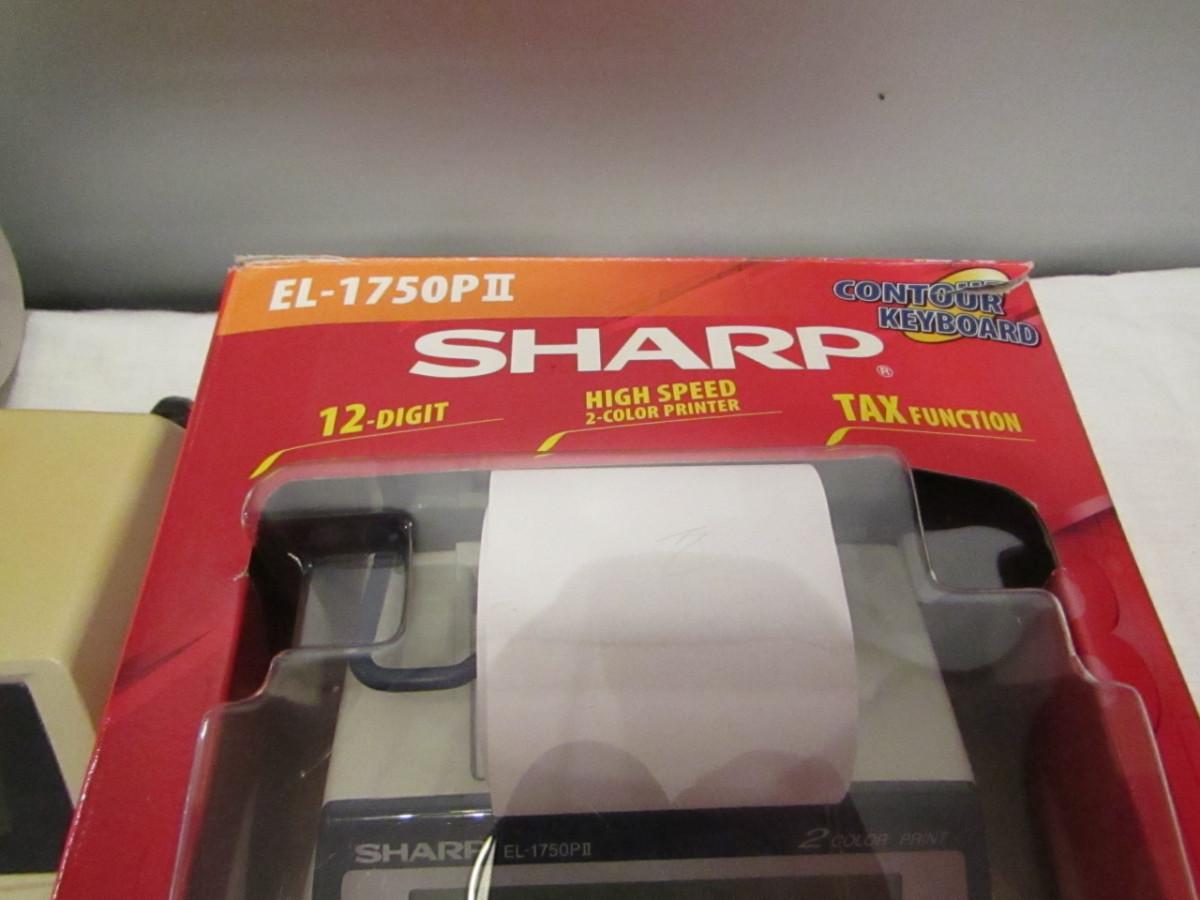 EL-1750PII
CONTOUR
KEYBOARD
SHARP®
12-DIGIT
HIGH SPEED
2-COLOR PRINTER
TAX FUNCTION
SHARP EL-1750PII
2 COLOR PRINT